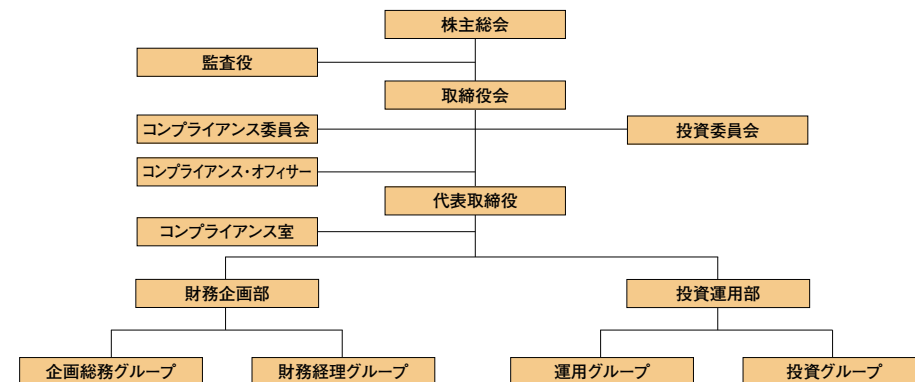 株主総会
監査役
取締役会
コンプライアンス委員会
投資委員会
コンプライアンス・オフィサー
代表取締役
コンプライアンス室
財務企画部
投資運用部
企画総務グループ
財務経理グループ
運用グループ
投資グループ